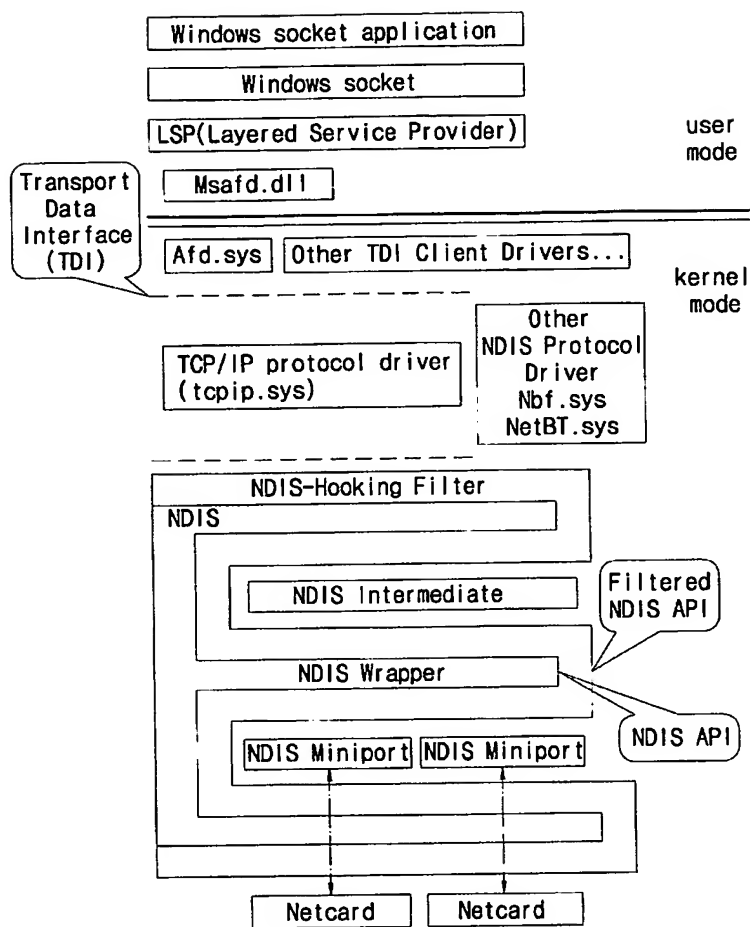 Windows socket application
Windows socket
LSP(Layered Service Provider)
user
mode
Msafd.dll
Transport
Data
Interface
(TDI)
Afd.sys
Other TDI Client Drivers...
kernel
mode
TCP/IP protocol driver
(tcpip.sys)
Other
NDIS Protocol
Driver
Nbf.sys
NetBT.sys
NDIS-Hooking Filter
NDIS
NDIS Intermediate
Filtered
NDIS API
NDIS Wrapper
NDIS API
NDIS Miniport
NDIS Miniport
Netcard
Netcard